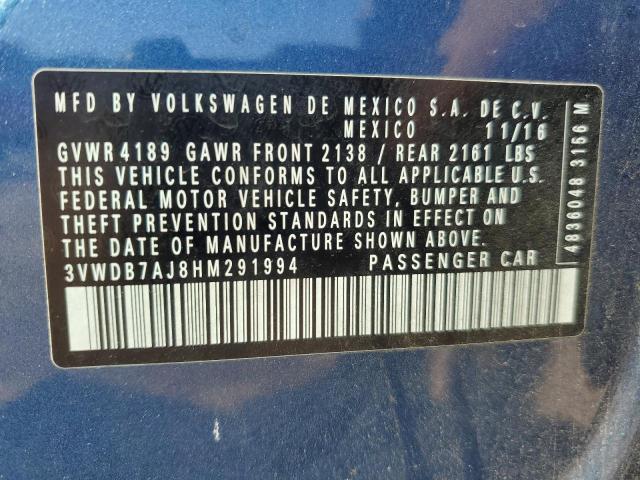 MFD BY VOLKSWAGEN DE MEXICO S.A. DE C.V.
MEXICO 11/16
GVWR 4189 GAWR FRONT 2138 / REAR 2161 LBS
THIS VEHICLE CONFORMS TO ALL APPLICABLE U.S.
FEDERAL MOTOR VEHICLE SAFETY, BUMPER AND
THEFT PREVENTION STANDARDS IN EFFECT ON
THE DATE OF MANUFACTURE SHOWN ABOVE.
3VWDB7AJ8HM291994 PASSENGER CAR
4836048 3156 M